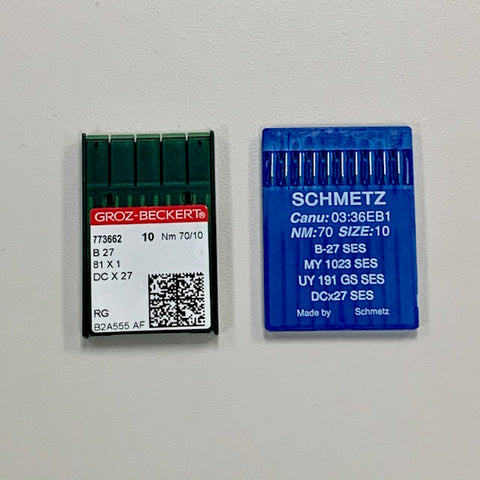 GROZ-BECKERT®
773662 10 Nm 70/10
B 27
81 X 1
DC X 27
RG
B2A555 AF
SCHMETZ
Canu: 03:36EB1
NM:70 SIZE:10
B-27 SES
MY 1023 SES
UY 191 GS SES
DCx27 SES
Made by Schmetz